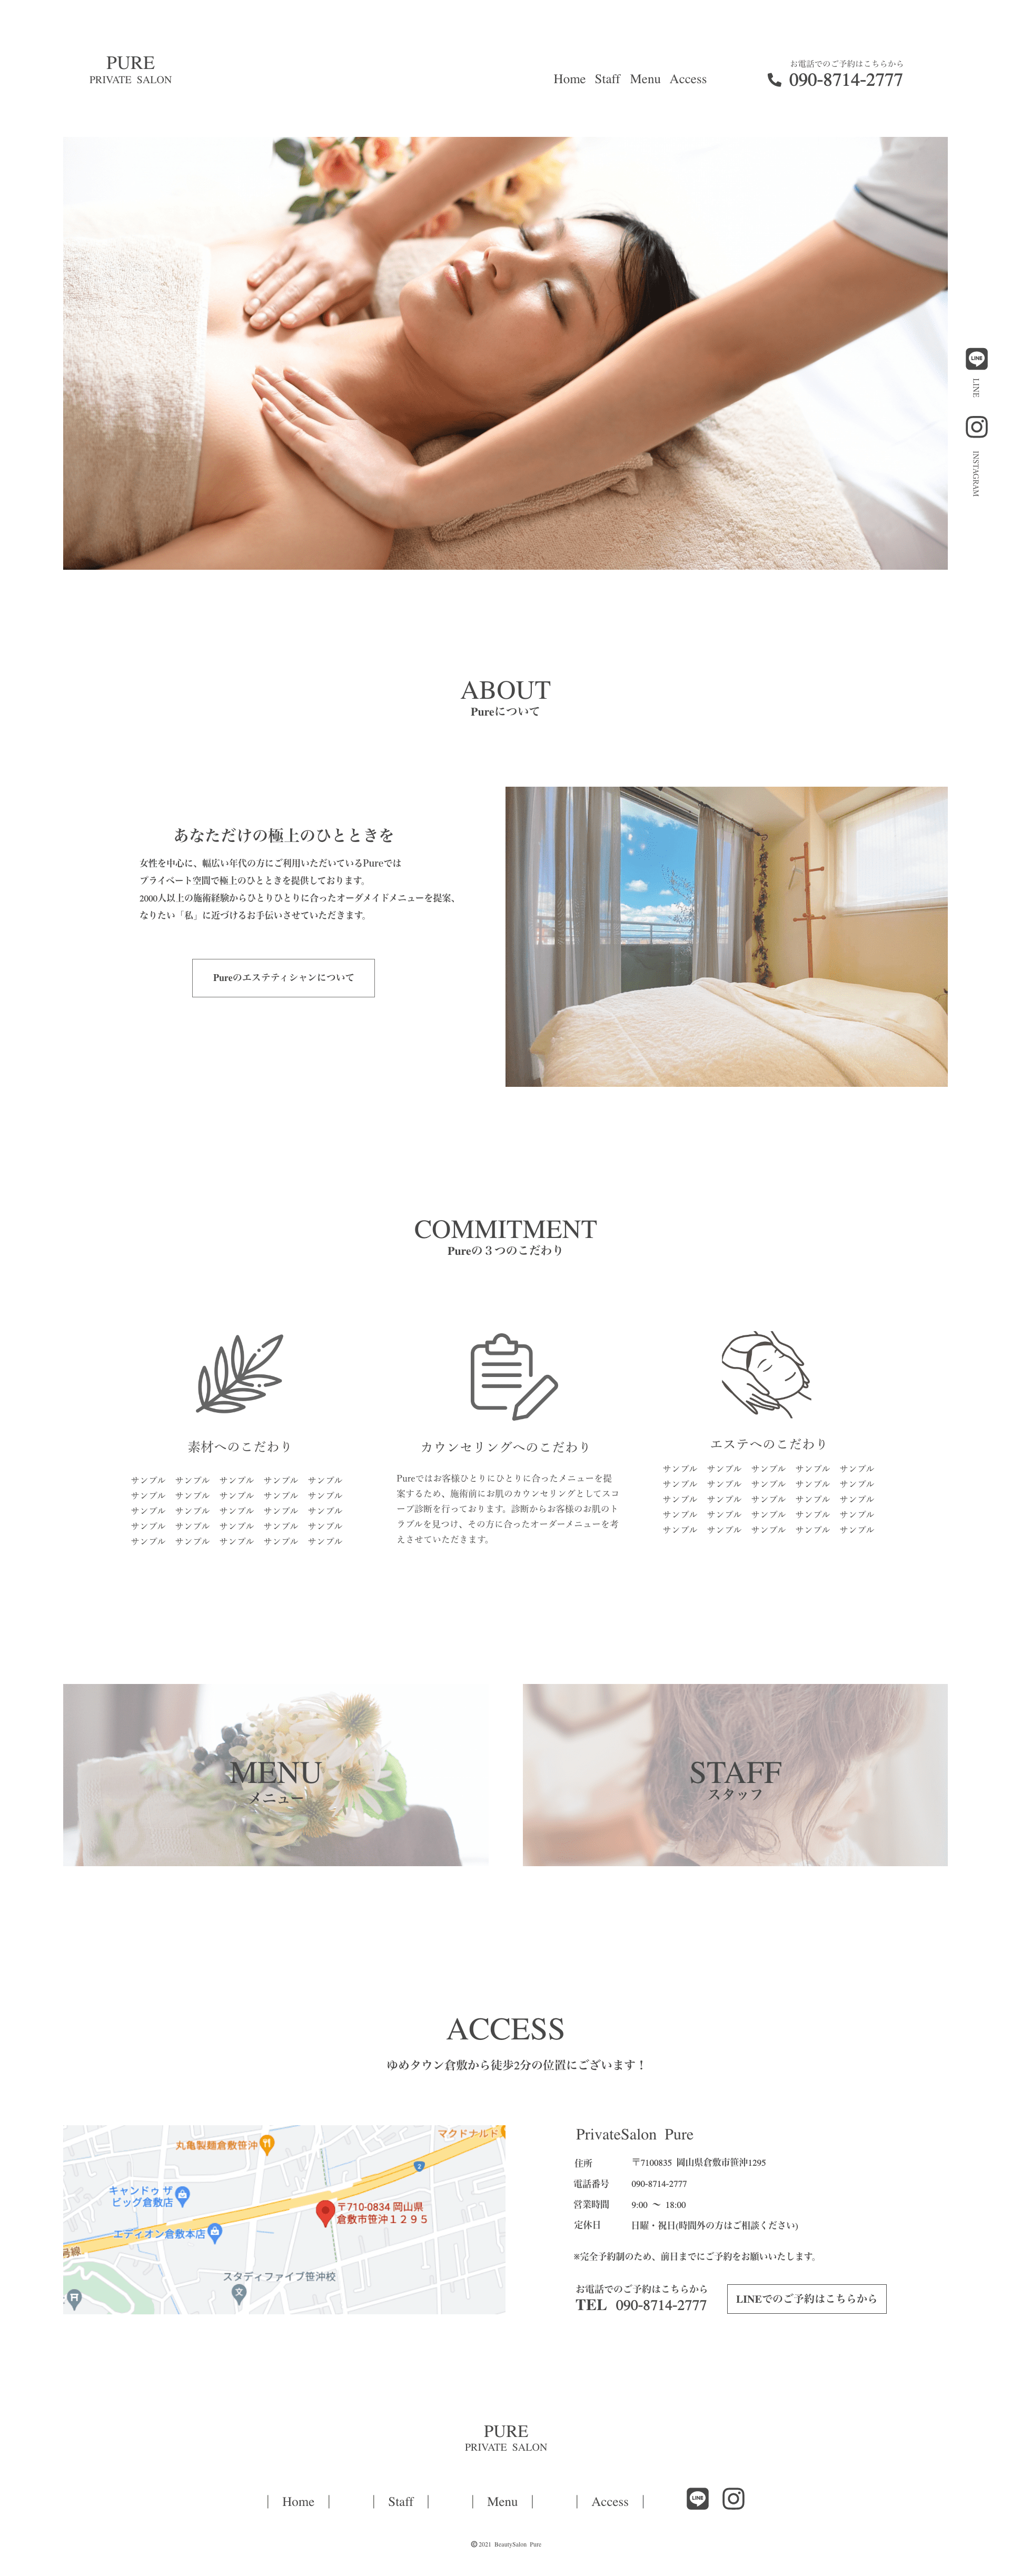 PURE
PRIVATE SALON
Home Staff Menu Access
お電話でのご予約はこちらから
090-8714-2777
LINE
LINE
INSTAGRAM
ABOUT
Pureについて
あなただけの極上のひとときを
女性を中心に、幅広い年代の方にご利用いただいているPureでは
プライベート空間で極上のひとときを提供しております。
2000人以上の施術経験からひとりひとりに合ったオーダメイドメニューを提案、
なりたい「私」に近づけるお手伝いさせていただきます。
Pureのエステティシャンについて
COMMITMENT
Pureの３つのこだわり
素材へのこだわり
サンプル サンプル サンプル サンプル サンプル
サンプル サンプル サンプル サンプル サンプル
サンプル サンプル サンプル サンプル サンプル
サンプル サンプル サンプル サンプル サンプル
サンプル サンプル サンプル サンプル サンプル
カウンセリングへのこだわり
Pureではお客様ひとりにひとりに合ったメニューを提
案するため、施術前にお肌のカウンセリングとしてスコ
ープ診断を行っております。診断からお客様のお肌のト
ラブルを見つけ、その方に合ったオーダーメニューを考
えさせていただきます。
エステへのこだわり
サンプル サンプル サンプル サンプル サンプル
サンプル サンプル サンプル サンプル サンプル
サンプル サンプル サンプル サンプル サンプル
サンプル サンプル サンプル サンプル サンプル
サンプル サンプル サンプル サンプル サンプル
MENU
メニュー
STAFF
スタッフ
ACCESS
ゆめタウン倉敷から徒歩2分の位置にございます！
マクドナルド
丸亀製麺倉敷笹沖
2
キャンドゥ ザ
ビッグ倉敷店
〒710-0834 岡山県
倉敷市笹沖１２９５
エディオン倉敷本店
号線
スタディファイブ笹沖校
文
PrivateSalon Pure
住所 〒7100835 岡山県倉敷市笹沖1295
電話番号 090-8714-2777
営業時間 9:00 〜 18:00
定休日 日曜・祝日(時間外の方はご相談ください)
※完全予約制のため、前日までにご予約をお願いいたします。
お電話でのご予約はこちらから
TEL 090-8714-2777
LINEでのご予約はこちらから
PURE
PRIVATE SALON
| Home | | Staff | | Menu | | Access |
LINE
©2021 BeautySalon Pure